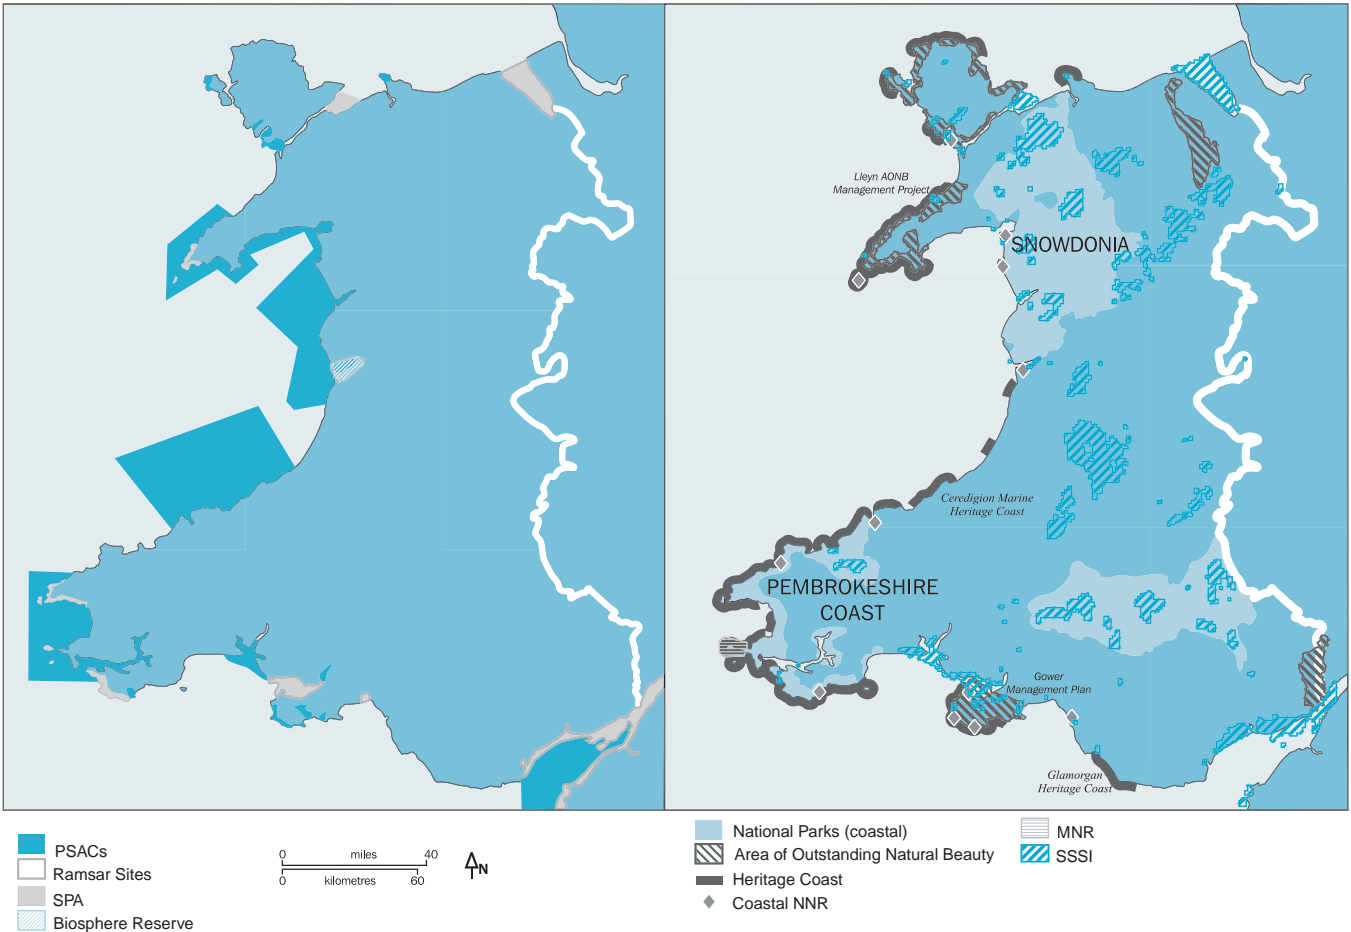 Lleyn AONB
Management Project
SNOWDONIA
Ceredigion Marine
Heritage Coast
PEMBROKESHIRE
COAST
Gower
Management Plan
Glamorgan
Heritage Coast
PSACs
Ramsar Sites
SPA
Biosphere Reserve
0 miles 40
0 kilometres 60
N
National Parks (coastal)
Area of Outstanding Natural Beauty
Heritage Coast
Coastal NNR
MNR
SSSI